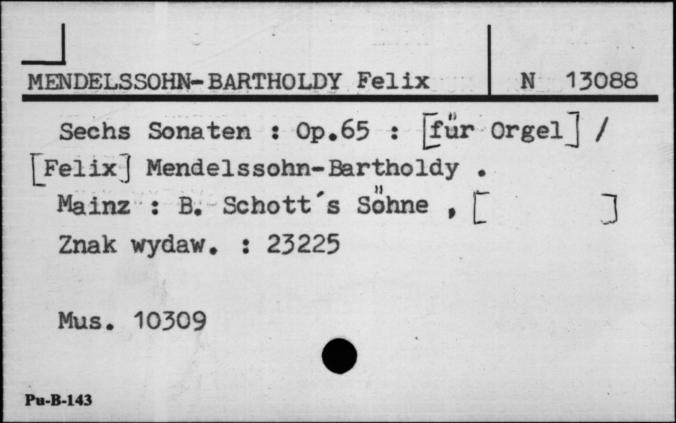 MENDELSSOHN-BARTHOLDY Felix N 13088
Sechs Sonaten : Op.65 : [für Orgel] /
[Felix] Mendelssohn-Bartholdy .
Mainz : B. Schott´s Söhne , [ ]
Znak wydaw. : 23225
Mus. 10309
Pu-B-143